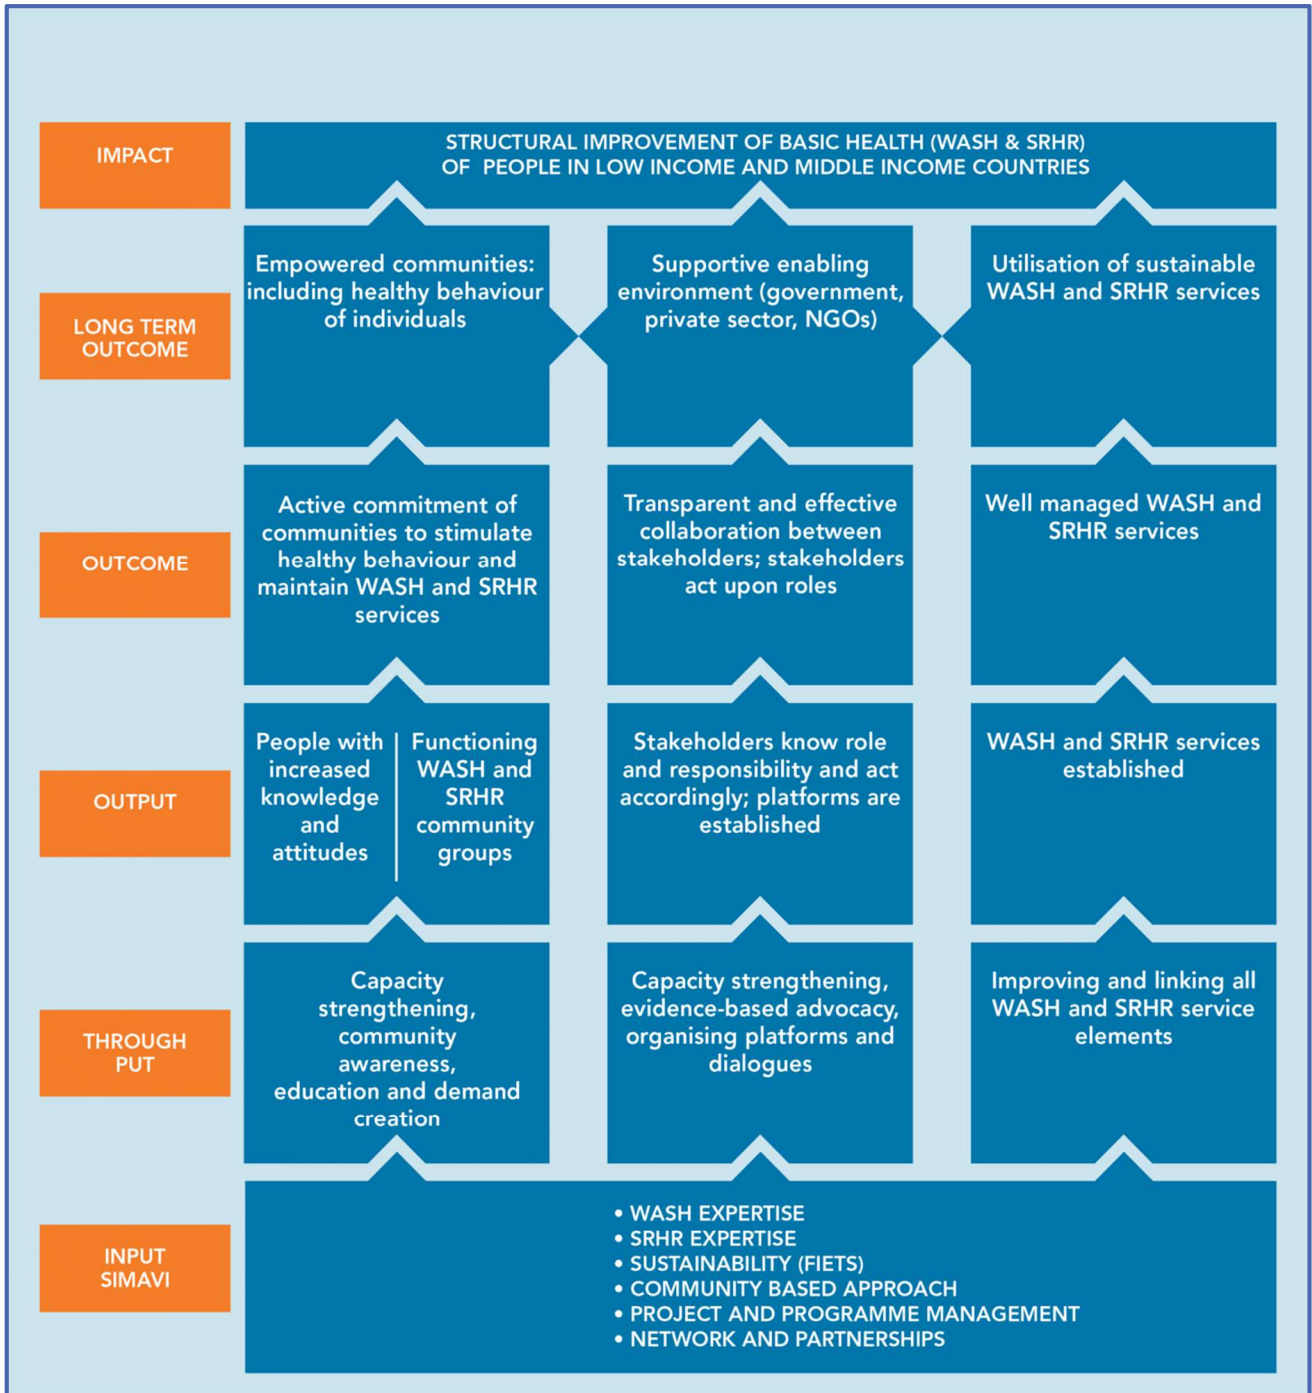 IMPACT
STRUCTURAL IMPROVEMENT OF BASIC HEALTH (WASH & SRHR)
OF PEOPLE IN LOW INCOME AND MIDDLE INCOME COUNTRIES
LONG TERM
OUTCOME
Empowered communities:
including healthy behaviour
of individuals
Supportive enabling
environment (government,
private sector, NGOs)
Utilisation of sustainable
WASH and SRHR services
OUTCOME
Active commitment of
communities to stimulate
healthy behaviour and
maintain WASH and SRHR
services
Transparent and effective
collaboration between
stakeholders; stakeholders
act upon roles
Well managed WASH and
SRHR services
OUTPUT
People with
increased
knowledge
and
attitudes
Functioning
WASH and
SRHR
community
groups
Stakeholders know role
and responsibility and act
accordingly; platforms are
established
WASH and SRHR services
established
THROUGH
PUT
Capacity
strengthening,
community
awareness,
education and demand
creation
Capacity strengthening,
evidence-based advocacy,
organising platforms and
dialogues
Improving and linking all
WASH and SRHR service
elements
INPUT
SIMAVI
• WASH EXPERTISE
• SRHR EXPERTISE
• SUSTAINABILITY (FIETS)
• COMMUNITY BASED APPROACH
• PROJECT AND PROGRAMME MANAGEMENT
• NETWORK AND PARTNERSHIPS